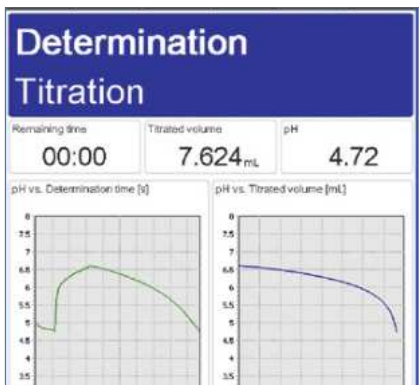 Determination
Titration
Remaining time
Titrated volume
pH
00:00
7.624 mL
4.72
pH vs. Determination time [s]
pH vs. Titrated volume [mL]
8
7.5
7
6.5
6
5.5
5
4.5
4
3.5
8
7.5
7
6.5
6
5.5
5
4.5
4
3.5